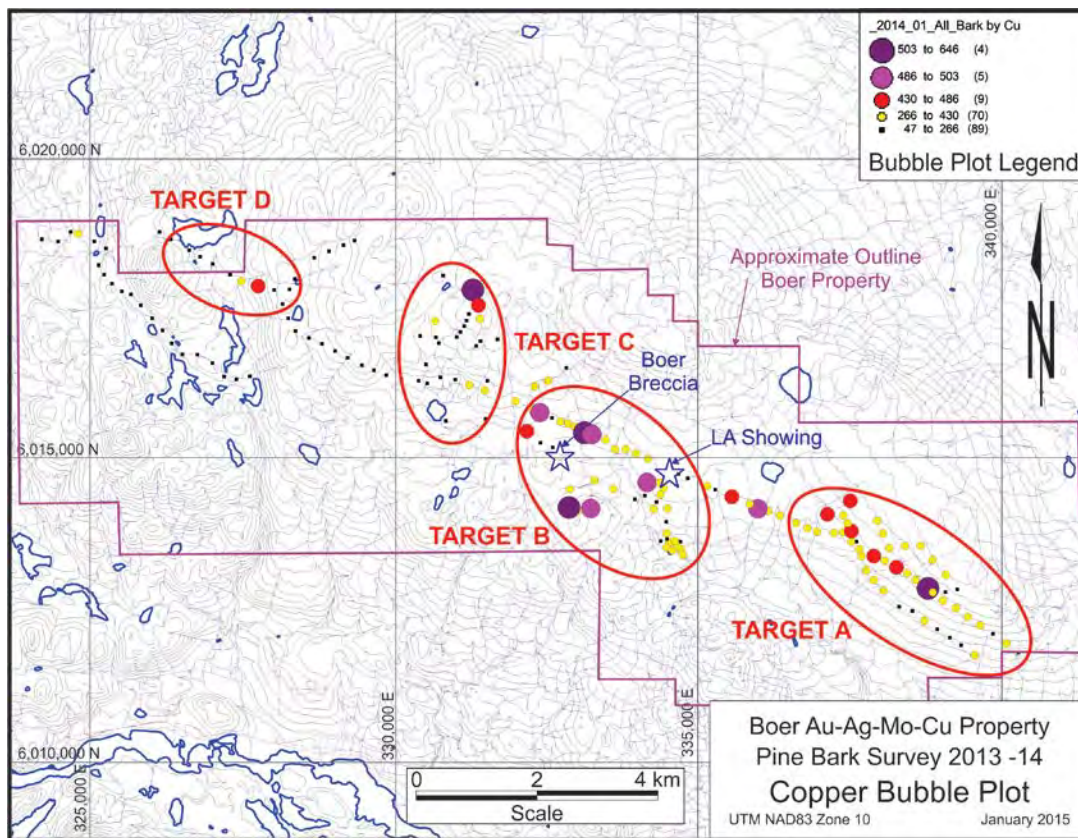 _2014_01_All_Bark by Cu
503 to 646 (4)
486 to 503 (5)
430 to 486 (9)
266 to 430 (70)
47 to 266 (89)
Bubble Plot Legend
6,020,000 N
340,000 E
TARGET D
Approximate Outline
Boer Property
N
TARGET C
Boer
Breccia
LA Showing
6,015,000 N
6,015,000 N
TARGET B
TARGET A
325,000 E
330,000 E
335,000 E
6,010,000 N
0 2 4 km
Scale
Boer Au-Ag-Mo-Cu Property
Pine Bark Survey 2013 -14
Copper Bubble Plot
UTM NAD83 Zone 10 January 2015